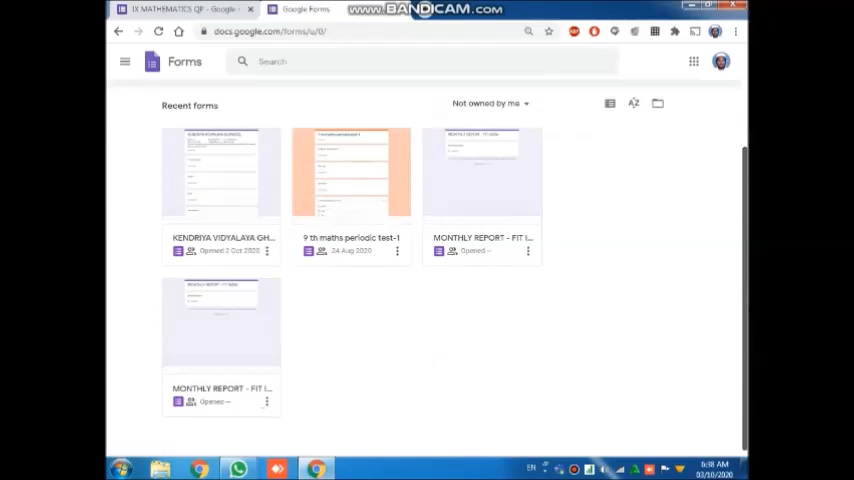 IX MATHEMATICS QP - Google
Google Forms
www.BANDICAM.com
docs.google.com/forms/u/0/
Forms
Search
Recent forms
Not owned by me
KENDRIYA VIDYALAYA GH...
9 th maths periodic test-1
MONTHLY REPORT - FIT I...
Opened 2 Oct 2020
24 Aug 2020
Opened –
MONTHLY REPORT - FIT I...
Opened –
EN
6:38 AM
03/10/2020